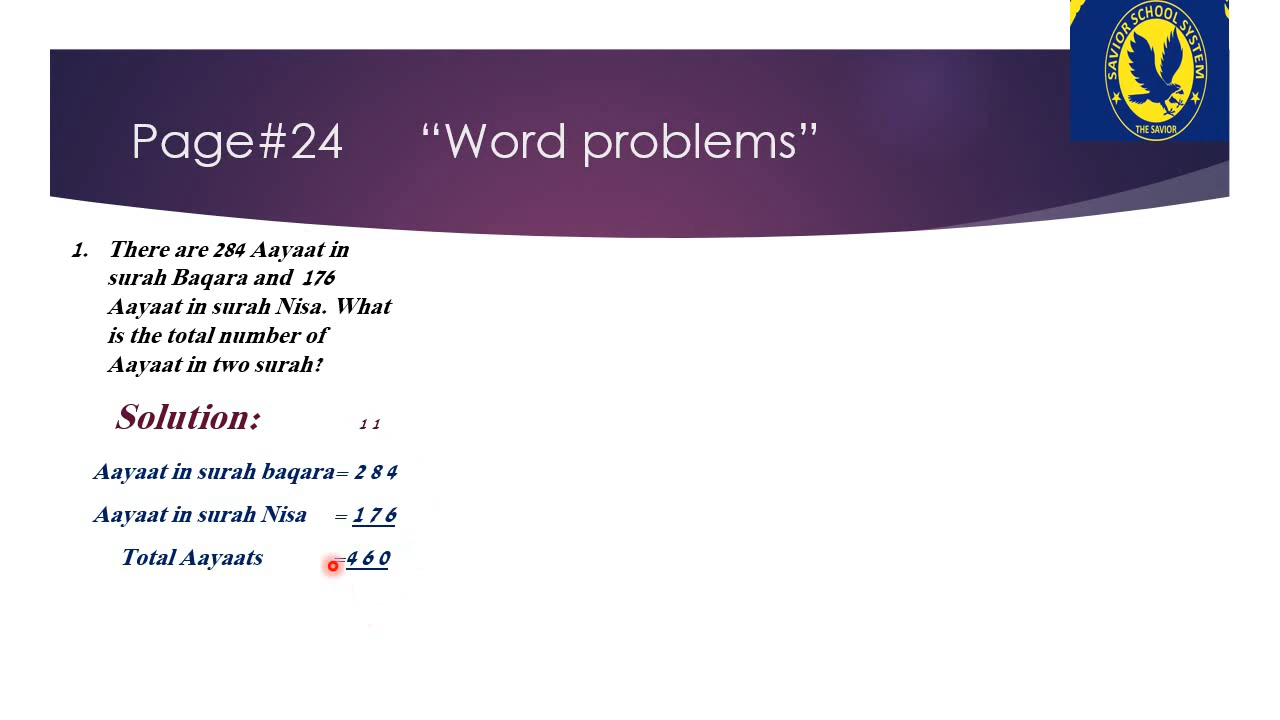 SAVIOR SCHOOL SYSTEM
THE SAVIOR
Page#24 “Word problems”
1. There are 284 Aayaat in
surah Baqara and 176
Aayaat in surah Nisa. What
is the total number of
Aayaat in two surah?
Solution: 1 1
Aayaat in surah baqara= 2 8 4
Aayaat in surah Nisa = 1 7 6
Total Aayaats =4 6 0